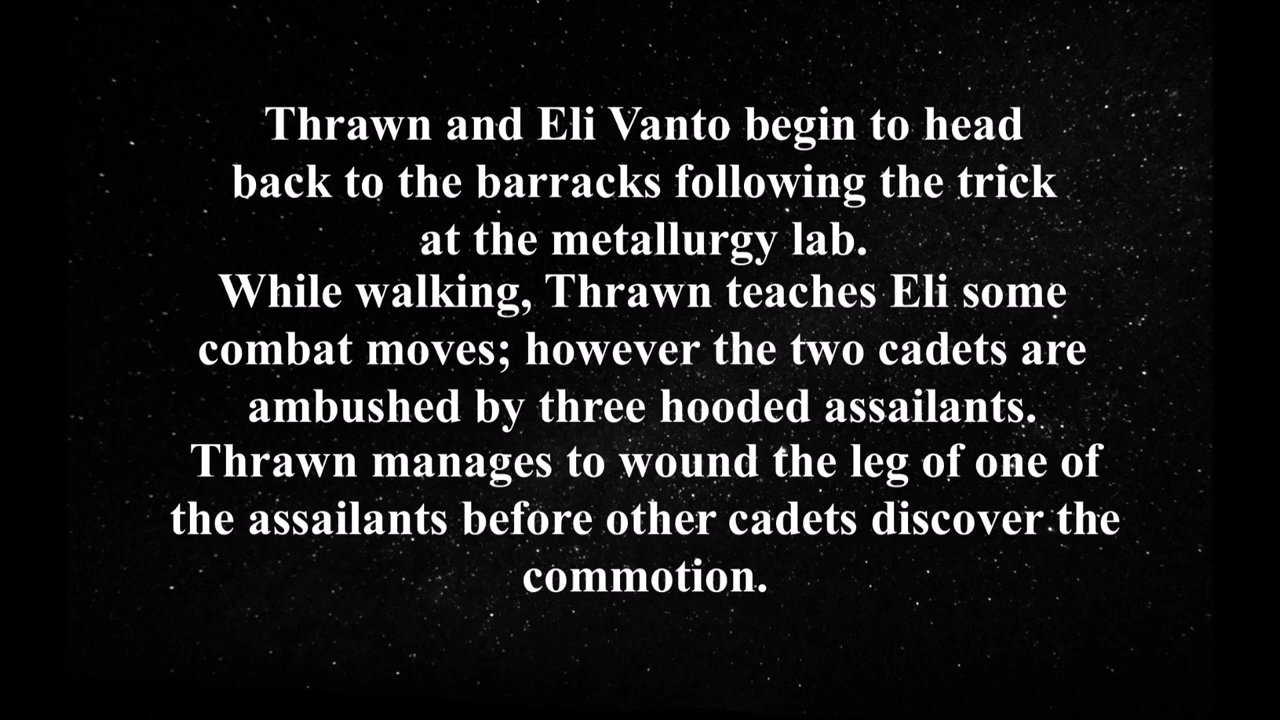 Thrawn and Eli Vanto begin to head
back to the barracks following the trick
at the metallurgy lab.
While walking, Thrawn teaches Eli some
combat moves; however the two cadets are
ambushed by three hooded assailants.
Thrawn manages to wound the leg of one of
the assailants before other cadets discover the
commotion.